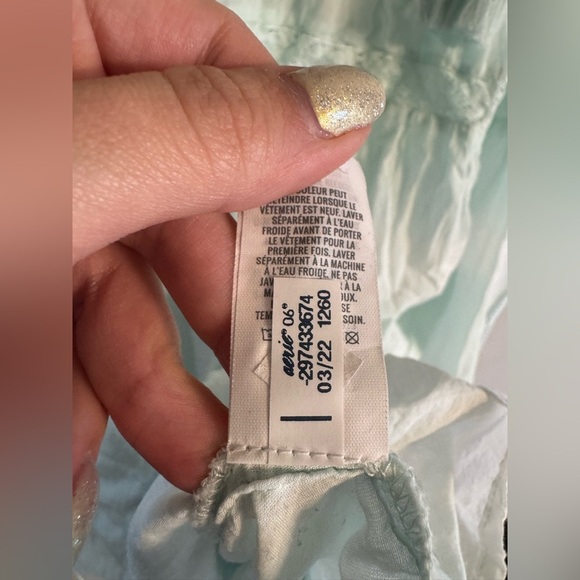 COULEUR PEUT
DÉTEINDRE LORSQUE LE
VÊTEMENT EST NEUF. LAVER
SÉPARÉMENT À L'EAU
FROIDE AVANT DE PORTER
LE VÊTEMENT POUR LA
PREMIÈRE FOIS. LAVER
SÉPARÉMENT À LA MACHINE
À L'EAU FROIDE. NE PAS
SOIN.
aerie® 06"
-297433674
03/22 1260